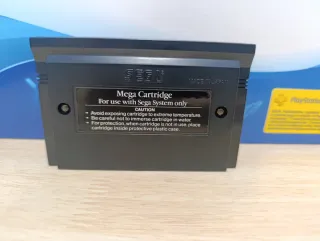 SEGA
Mega Cartridge
For use with Sega System only
CAUTION
• Avoid exposing cartridge to extreme temperature.
• Be careful not to immerse cartridge in water.
• For protection, when cartridge is not in use, place
cartridge inside protective plastic case.